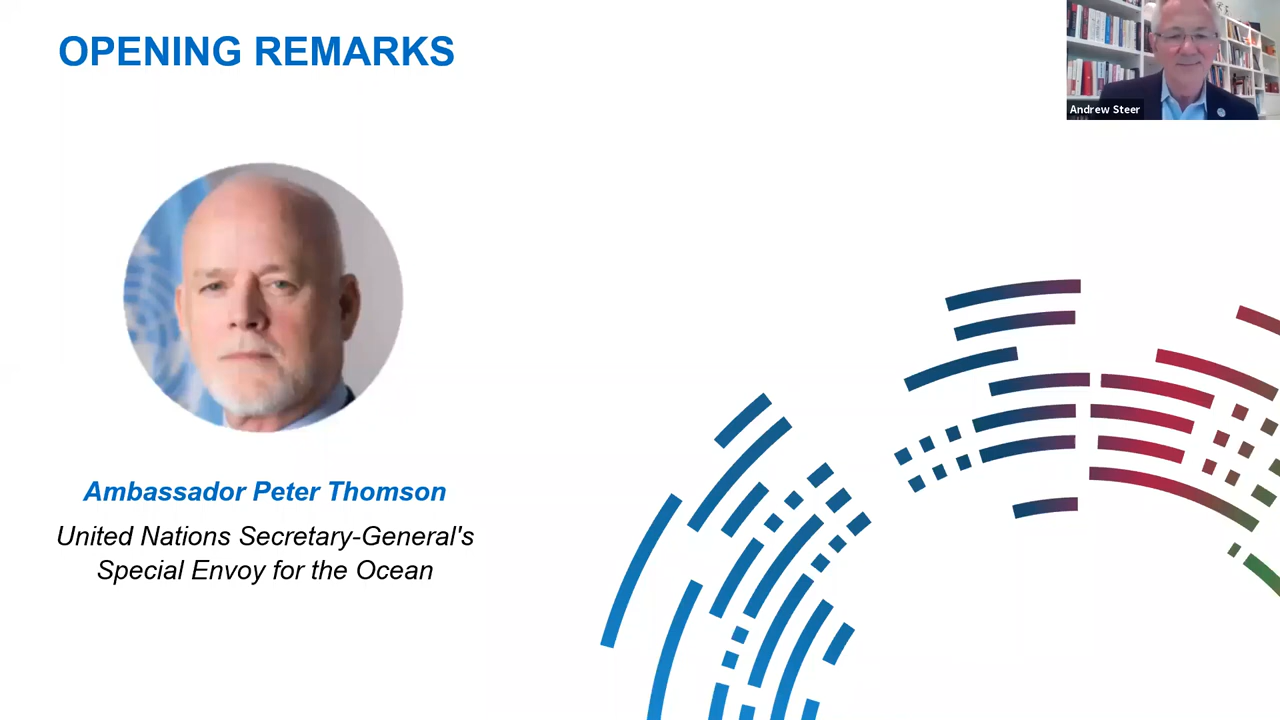 OPENING REMARKS
Andrew Steer
Ambassador Peter Thomson
United Nations Secretary-General's
Special Envoy for the Ocean